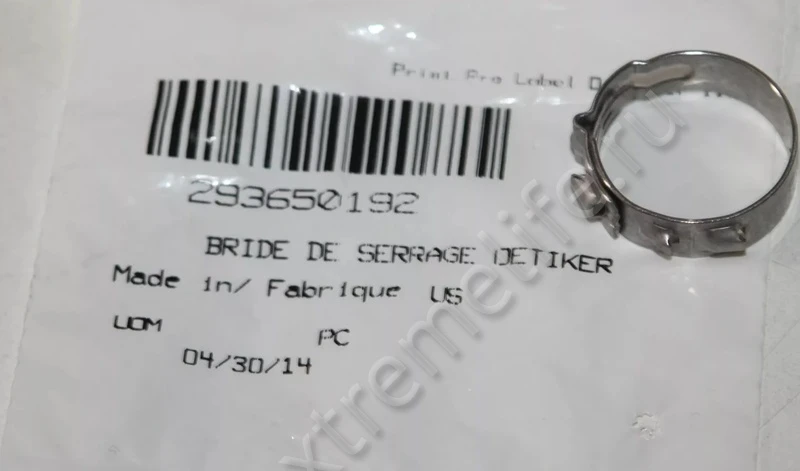 Print Pro Label
293650192
BRIDE DE SERRAGE OETIKER
Made in/ Fabrique US
UOM PC
04/30/14
xtremelife.ru